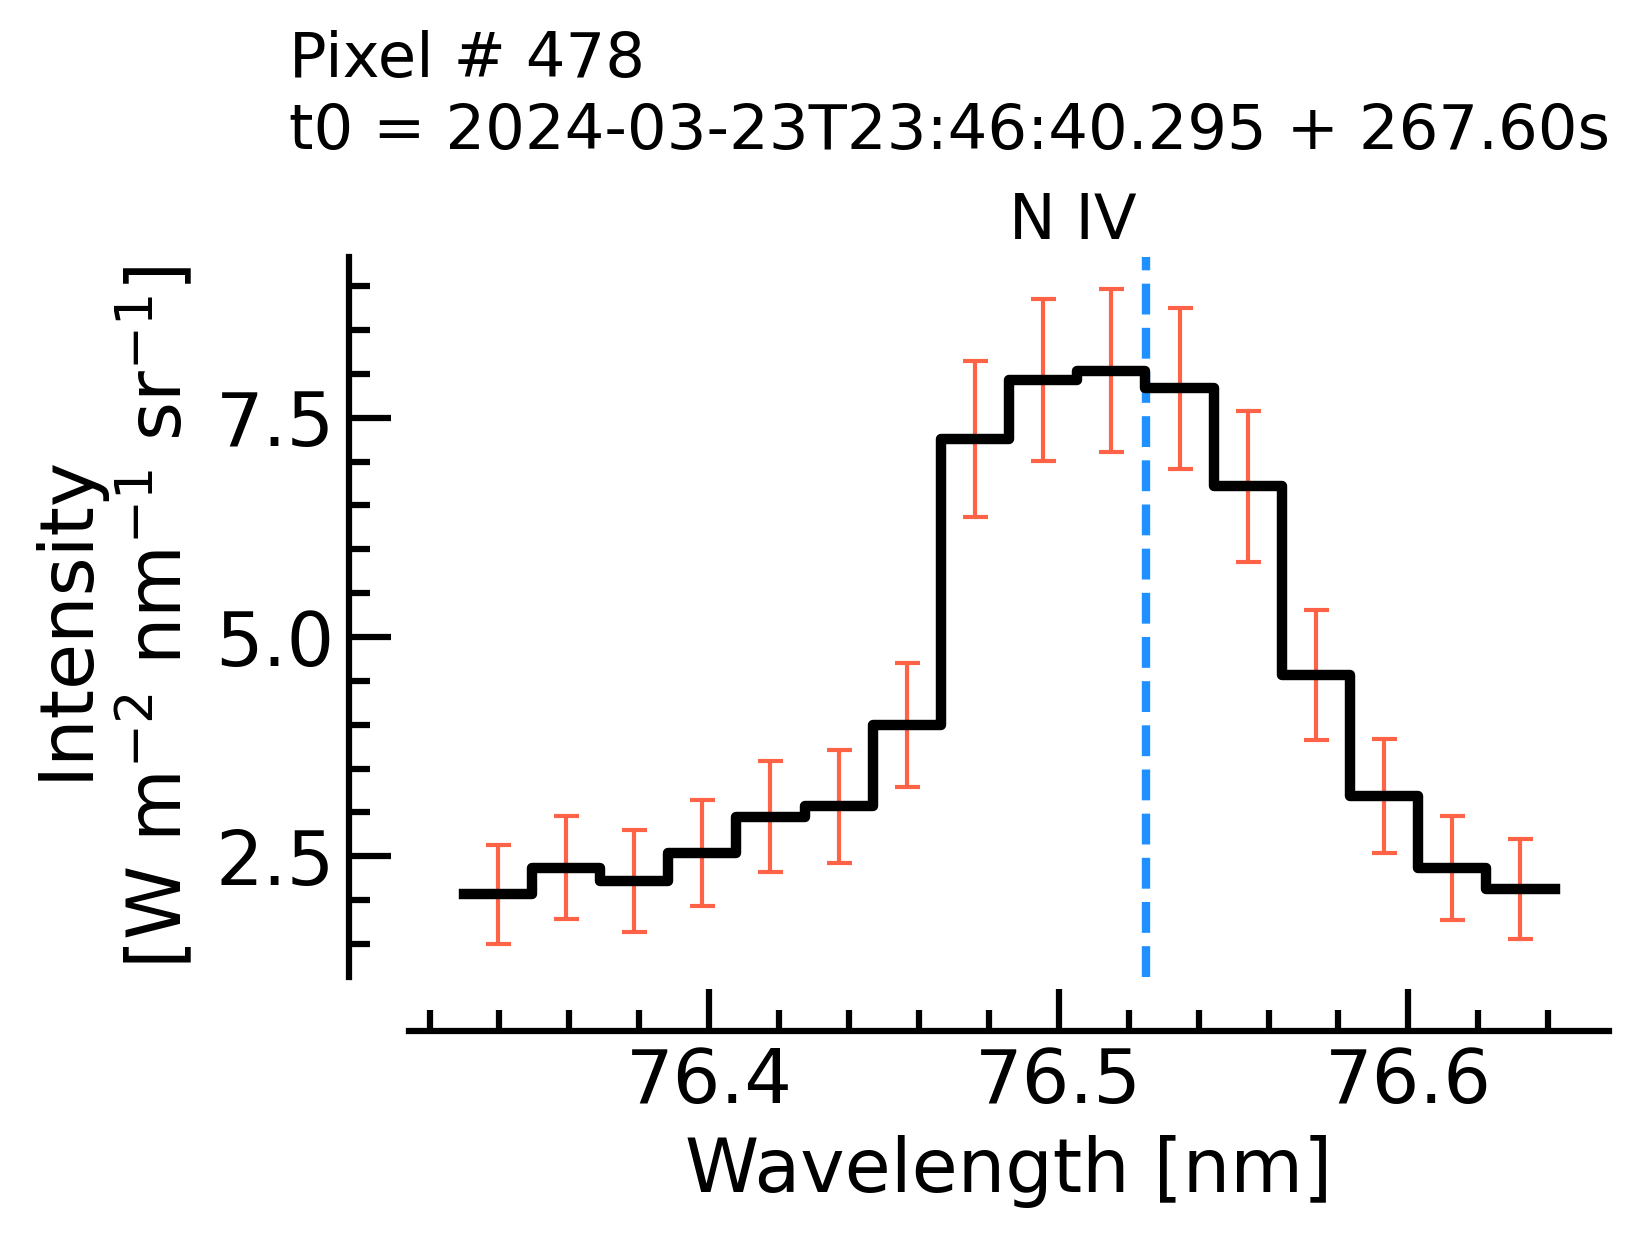 Pixel # 478
t0 = 2024-03-23T23:46:40.295 + 267.60s
N IV
Intensity
[W m⁻² nm⁻¹ sr⁻¹]
7.5
5.0
2.5
76.4 76.5 76.6
Wavelength [nm]